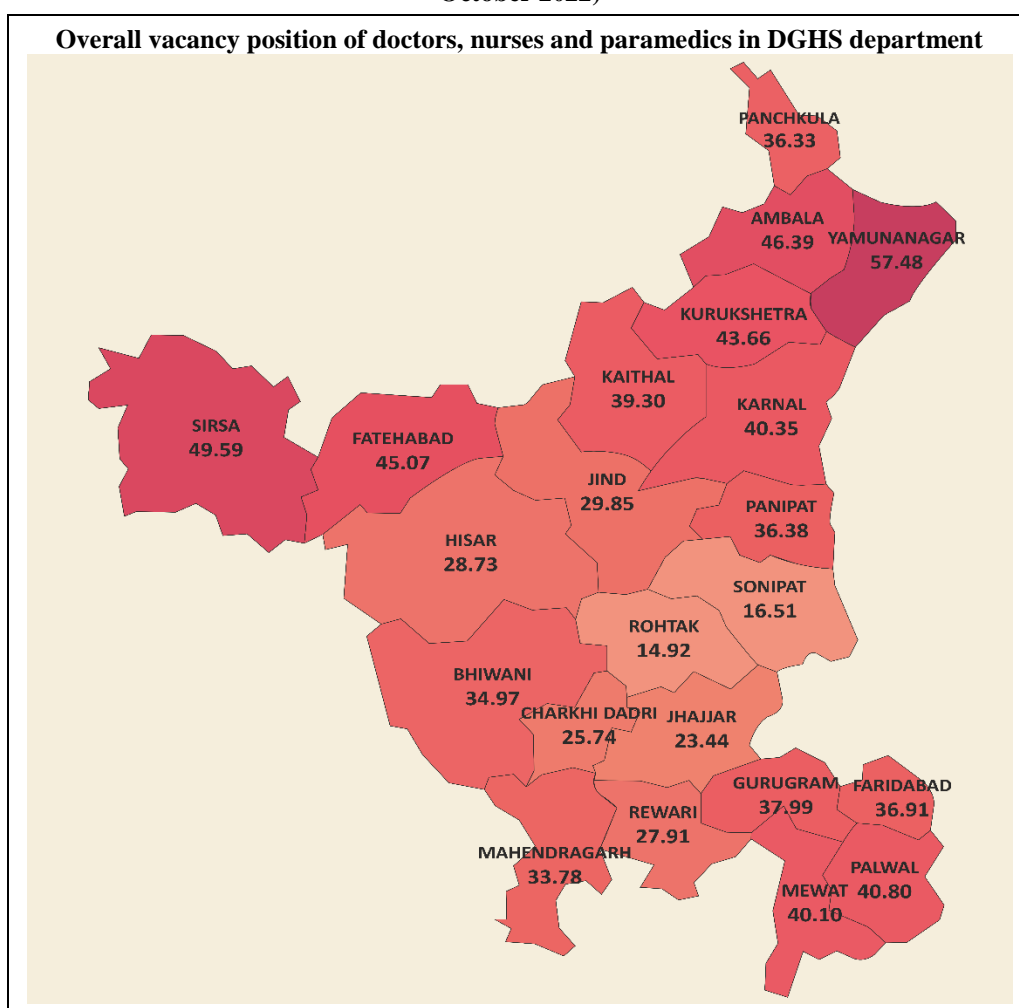 October 2022)
Overall vacancy position of doctors, nurses and paramedics in DGHS department
PANCHKULA
36.33
AMBALA
46.39
YAMUNANAGAR
57.48
KURUKSHETRA
43.66
KAITHAL
39.30
KARNAL
40.35
SIRSA
49.59
FATEHABAD
45.07
JIND
29.85
PANIPAT
36.38
HISAR
28.73
SONIPAT
16.51
ROHTAK
14.92
BHIWANI
34.97
CHARKHI DADRI
25.74
JHAJJAR
23.44
GURUGRAM
37.99
FARIDABAD
36.91
REWARI
27.91
MAHENDRAGARH
33.78
PALWAL
40.80
MEWAT
40.10